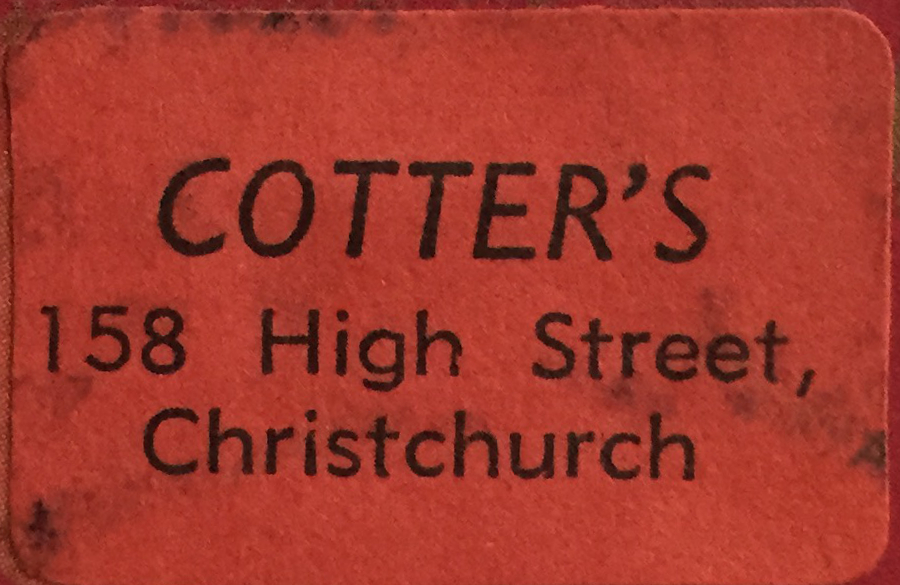 COTTER'S
158 High Street,
Christchurch